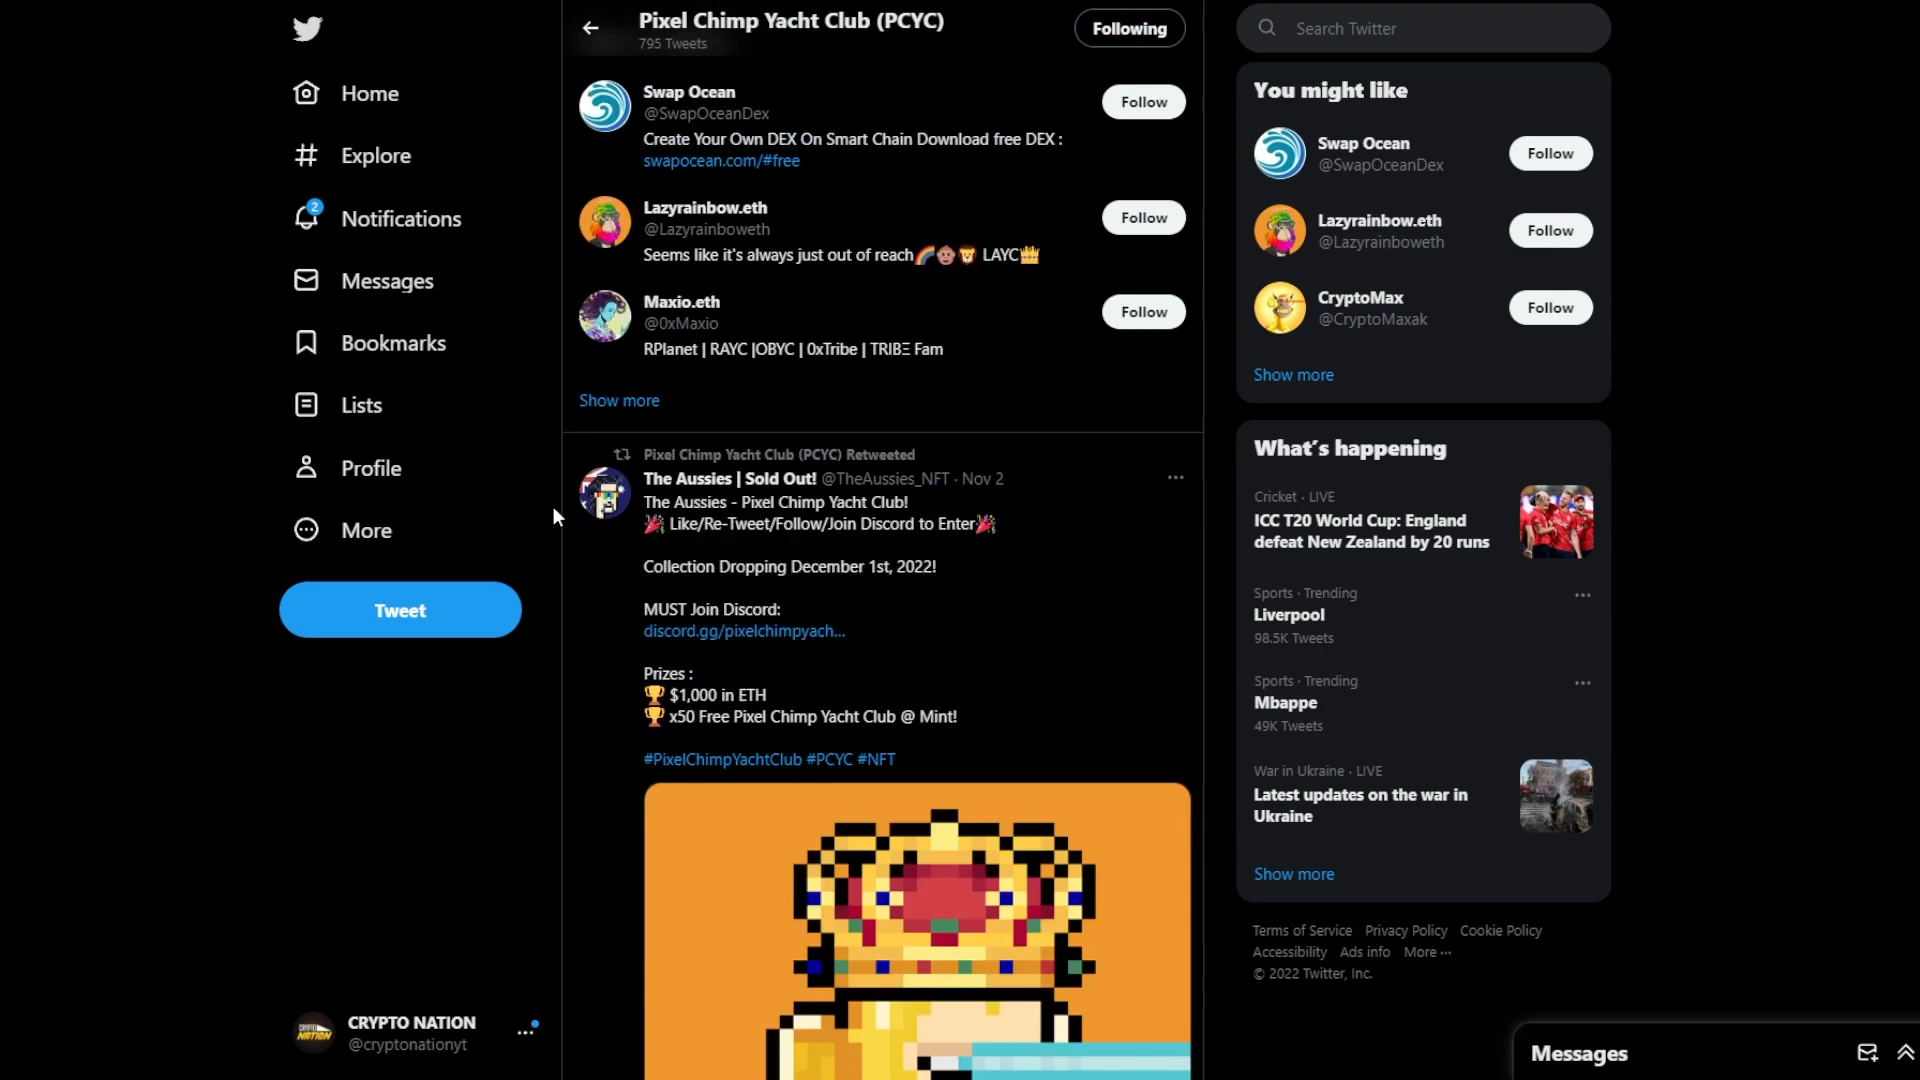 Home
Explore
2
Notifications
Messages
Bookmarks
Lists
Profile
More
Tweet
CRYPTO NATION
@cryptonationyt
Pixel Chimp Yacht Club (PCYC)
795 Tweets
Following
Swap Ocean
@SwapOceanDex
Follow
Create Your Own DEX On Smart Chain Download free DEX :
swapocean.com/#free
Lazyrainbow.eth
@Lazyrainboweth
Follow
Seems like it's always just out of reach🌈🐵🦁 LAYC👑
Maxio.eth
@0xMaxio
Follow
RPlanet | RAYC |OBYC | 0xTribe | TRIBΞ Fam
Show more
Pixel Chimp Yacht Club (PCYC) Retweeted
The Aussies | Sold Out! @TheAussies_NFT · Nov 2
The Aussies - Pixel Chimp Yacht Club!
🎉 Like/Re-Tweet/Follow/Join Discord to Enter🎉
Collection Dropping December 1st, 2022!
MUST Join Discord:
discord.gg/pixelchimpyach…
Prizes :
🏆 $1,000 in ETH
🏆 x50 Free Pixel Chimp Yacht Club @ Mint!
#PixelChimpYachtClub #PCYC #NFT
Search Twitter
You might like
Swap Ocean
@SwapOceanDex
Follow
Lazyrainbow.eth
@Lazyrainboweth
Follow
CryptoMax
@CryptoMaxak
Follow
Show more
What's happening
Cricket · LIVE
ICC T20 World Cup: England
defeat New Zealand by 20 runs
Sports · Trending
Liverpool
98.5K Tweets
Sports · Trending
Mbappe
49K Tweets
War in Ukraine · LIVE
Latest updates on the war in
Ukraine
Show more
Terms of Service Privacy Policy Cookie Policy
Accessibility Ads info More ···
© 2022 Twitter, Inc.
Messages